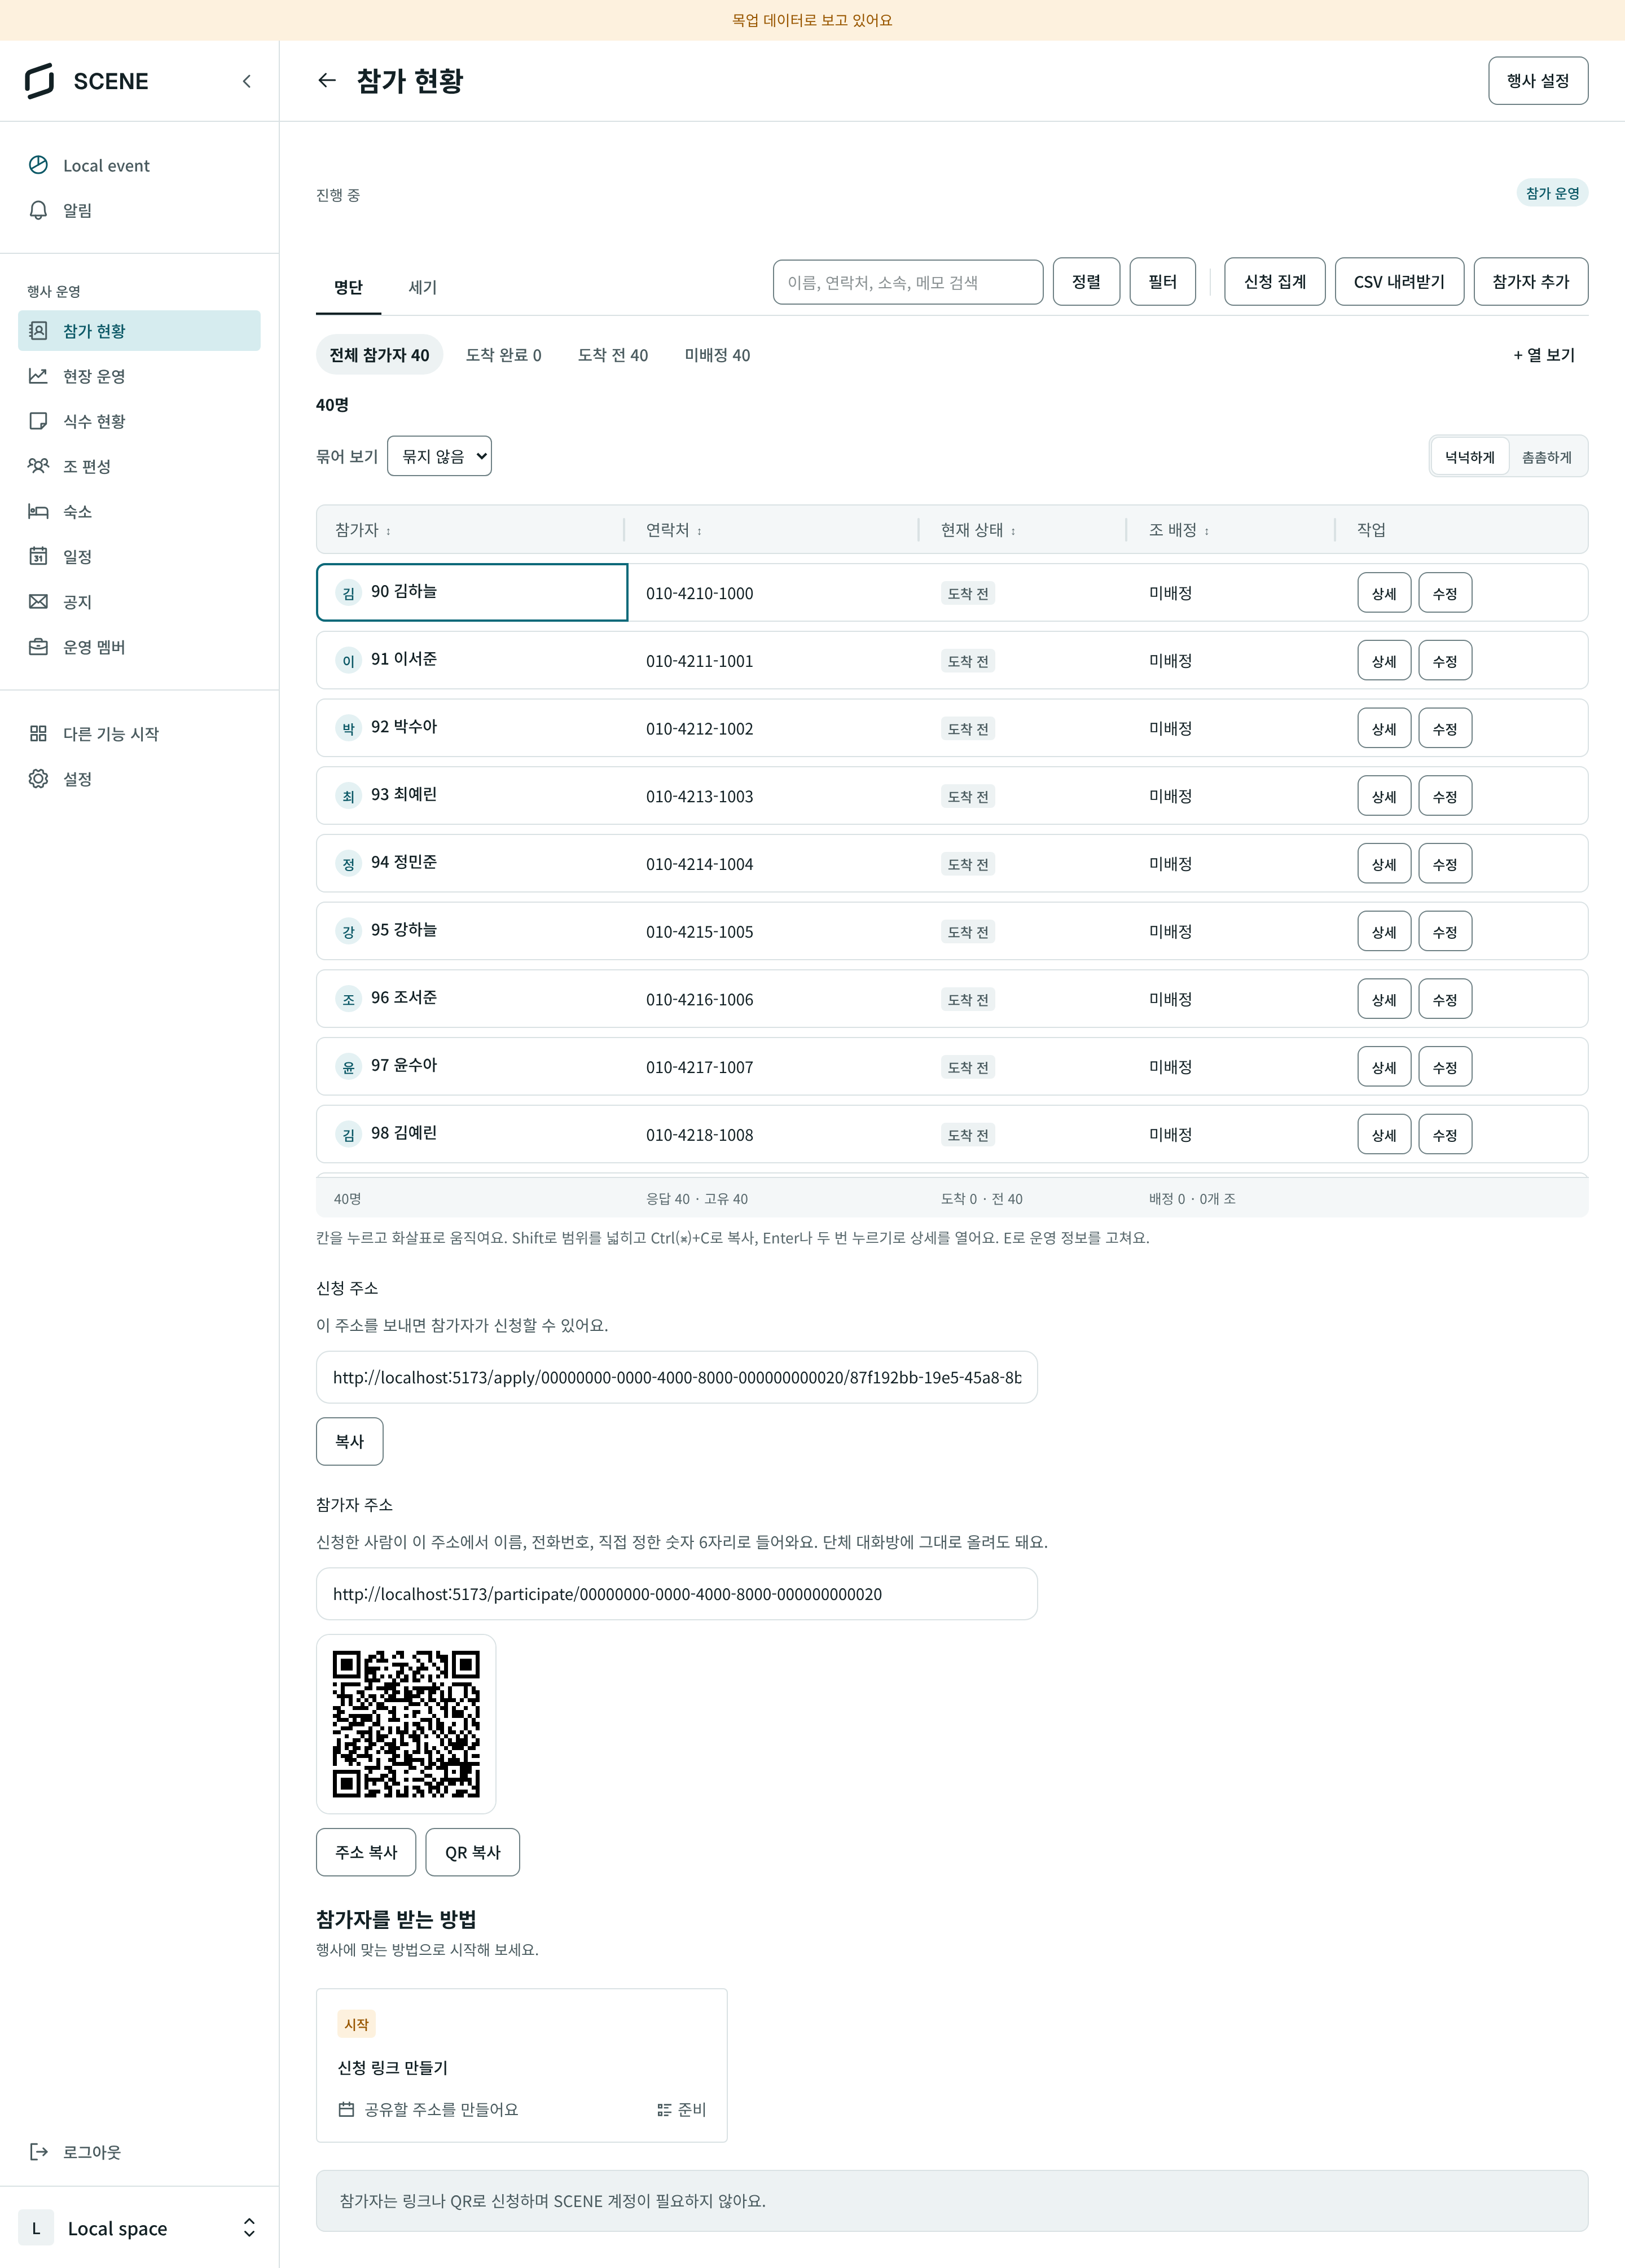 목업 데이터로 보고 있어요
SCENE
참가 현황
행사 설정
Local event
알림
행사 운영
참가 현황
현장 운영
식수 현황
조 편성
숙소
일정
공지
운영 멤버
다른 기능 시작
설정
로그아웃
L Local space
진행 중
참가 운영
명단 세기
이름, 연락처, 소속, 메모 검색 정렬 필터 신청 집계 CSV 내려받기 참가자 추가
전체 참가자 40 도착 완료 0 도착 전 40 미배정 40 + 열 보기
40명
묶어 보기 묶지 않음 넉넉하게 촘촘하게
참가자 ↕ 연락처 ↕ 현재 상태 ↕ 조 배정 ↕ 작업
김 90 김하늘 010-4210-1000 도착 전 미배정 상세 수정
이 91 이서준 010-4211-1001 도착 전 미배정 상세 수정
박 92 박수아 010-4212-1002 도착 전 미배정 상세 수정
최 93 최예린 010-4213-1003 도착 전 미배정 상세 수정
정 94 정민준 010-4214-1004 도착 전 미배정 상세 수정
강 95 강하늘 010-4215-1005 도착 전 미배정 상세 수정
조 96 조서준 010-4216-1006 도착 전 미배정 상세 수정
윤 97 윤수아 010-4217-1007 도착 전 미배정 상세 수정
김 98 김예린 010-4218-1008 도착 전 미배정 상세 수정
40명 응답 40 · 고유 40 도착 0 · 전 40 배정 0 · 0개 조
칸을 누르고 화살표로 움직여요. Shift로 범위를 넓히고 Ctrl(⌘)+C로 복사, Enter나 두 번 누르기로 상세를 열어요. E로 운영 정보를 고쳐요.
신청 주소
이 주소를 보내면 참가자가 신청할 수 있어요.
http://localhost:5173/apply/00000000-0000-4000-8000-000000000020/87f192bb-19e5-45a8-8b
복사
참가자 주소
신청한 사람이 이 주소에서 이름, 전화번호, 직접 정한 숫자 6자리로 들어와요. 단체 대화방에 그대로 올려도 돼요.
http://localhost:5173/participate/00000000-0000-4000-8000-000000000020
주소 복사 QR 복사
참가자를 받는 방법
행사에 맞는 방법으로 시작해 보세요.
시작
신청 링크 만들기
공유할 주소를 만들어요 준비
참가자는 링크나 QR로 신청하며 SCENE 계정이 필요하지 않아요.